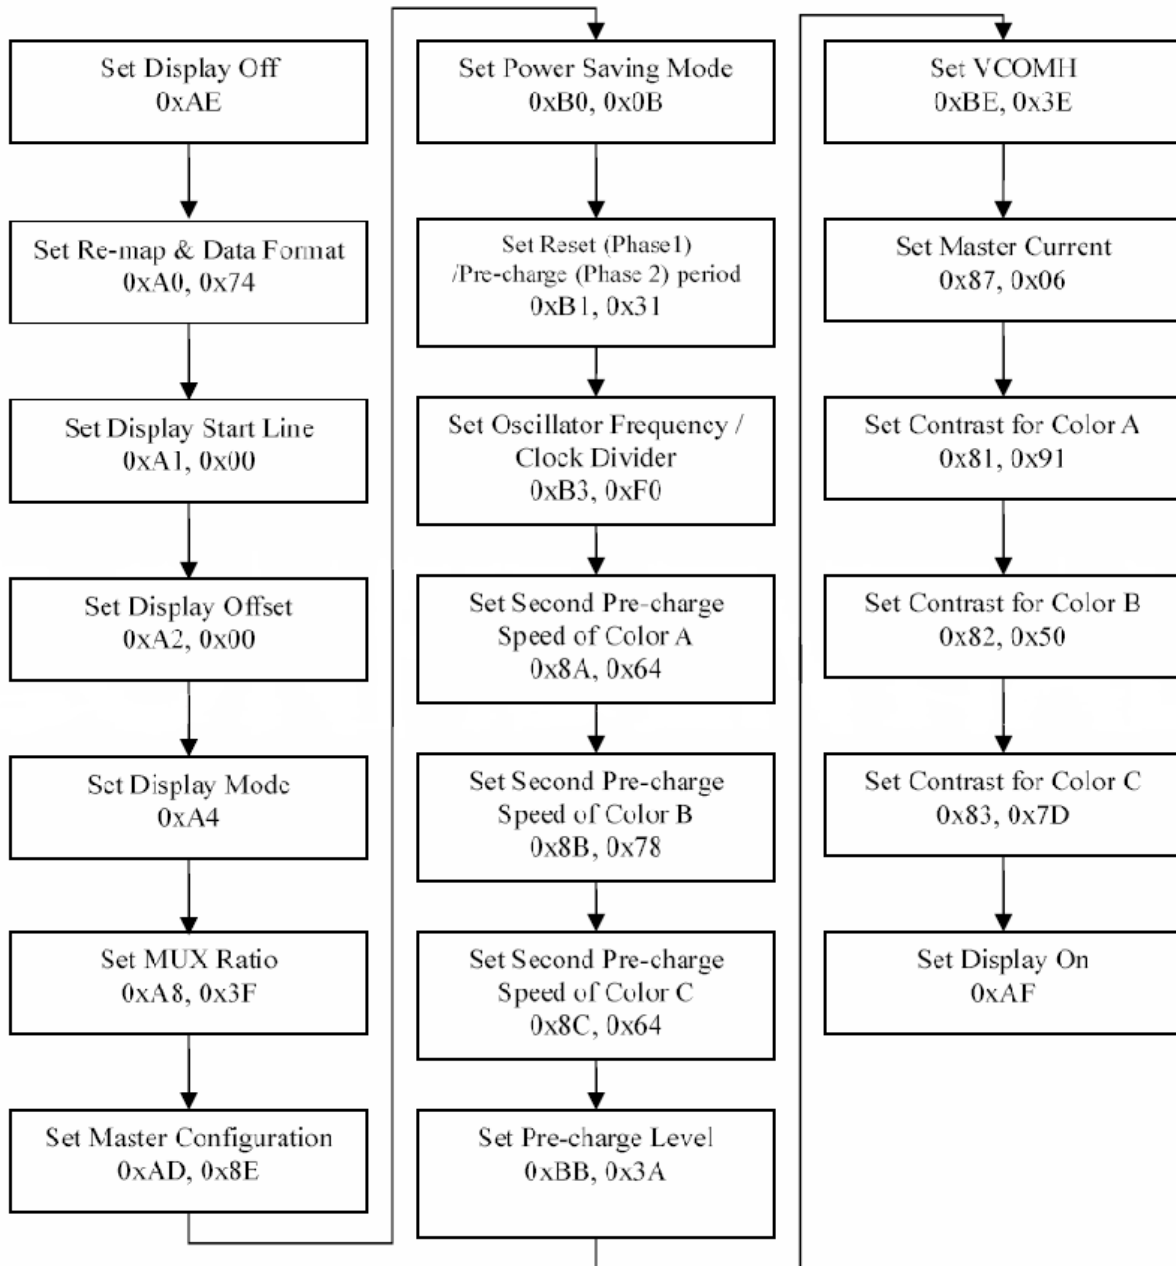 Set Display Off
0xAE
Set Re-map & Data Format
0xA0, 0x74
Set Display Start Line
0xA1, 0x00
Set Display Offset
0xA2, 0x00
Set Display Mode
0xA4
Set MUX Ratio
0xA8, 0x3F
Set Master Configuration
0xAD, 0x8E
Set Power Saving Mode
0xB0, 0x0B
Set Reset (Phase1)
/Pre-charge (Phase 2) period
0xB1, 0x31
Set Oscillator Frequency /
Clock Divider
0xB3, 0xF0
Set Second Pre-charge
Speed of Color A
0x8A, 0x64
Set Second Pre-charge
Speed of Color B
0x8B, 0x78
Set Second Pre-charge
Speed of Color C
0x8C, 0x64
Set Pre-charge Level
0xBB, 0x3A
Set VCOMH
0xBE, 0x3E
Set Master Current
0x87, 0x06
Set Contrast for Color A
0x81, 0x91
Set Contrast for Color B
0x82, 0x50
Set Contrast for Color C
0x83, 0x7D
Set Display On
0xAF